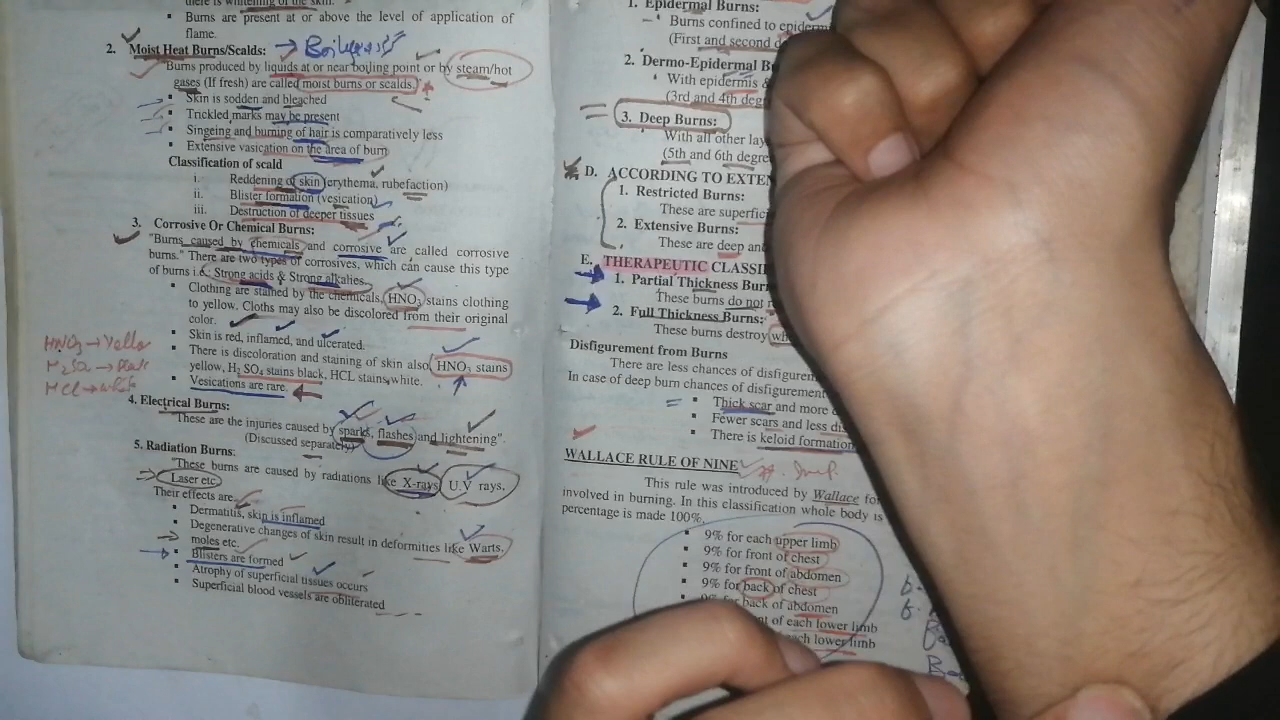 there is whitening of the skin.
Burns are present at or above the level of application of
flame.
2. Moist Heat Burns/Scalds:
"Burns produced by liquids at or near boiling point or by steam/hot
gases (If fresh) are called moist burns or scalds."
Skin is sodden and bleached
Trickled marks may be present
Singeing and burning of hair is comparatively less
Extensive vasication on the area of burn
Classification of scald
i. Reddening of skin (erythema, rubefaction)
ii. Blister formation (vesication)
iii. Destruction of deeper tissues
3. Corrosive Or Chemical Burns:
"Burns caused by chemicals and corrosive are called corrosive
burns." There are two types of corrosives, which can cause this type
of burns i.e. Strong acids & Strong alkalies.
Clothing are stained by the chemicals, HNO3 stains clothing
to yellow. Cloths may also be discolored from their original
color.
Skin is red, inflamed, and ulcerated.
There is discoloration and staining of skin also HNO3 stains
yellow, H2 SO4 stains black, HCL stains white.
Vesications are rare.
HNO3 → Yello
HCl → white
4. Electrical Burns:
"These are the injuries caused by sparks, flashes and lightening".
(Discussed separately)
5. Radiation Burns:
"These burns are caused by radiations like X-rays U.V rays.
Laser etc
Their effects are
Dermatitis, skin is inflamed
Degenerative changes of skin result in deformities like Warts.
moles etc.
Blisters are formed
Atrophy of superficial tissues occurs
Superficial blood vessels are obliterated
1. Epidermal Burns:
Burns confined to
(First and second
2. Dermo-Epidermal
With epidermis &
(3rd and 4th
3. Deep Burns:
With all other
(5th and 6th
D. ACCORDING TO
1. Restricted Burns:
These are
2. Extensive Burns:
These are deep
E. THERAPEUTIC
1. Partial Thickness
These burns do not
2. Full Thickness Burns:
These burns destroy
Disfigurement from Burns
There are less chances of
In case of deep burn chances of disfigurement
Thick scar and more
Fewer scars and less
There is keloid formation
WALLACE RULE OF NINE
This rule was introduced by Wallace
involved in burning. In this classification whole body is
percentage is made 100%.
9% for each upper limb
9% for front of chest
9% for front of abdomen
9% for back of chest
9% for back of abdomen
of each lower limb
each lower limb